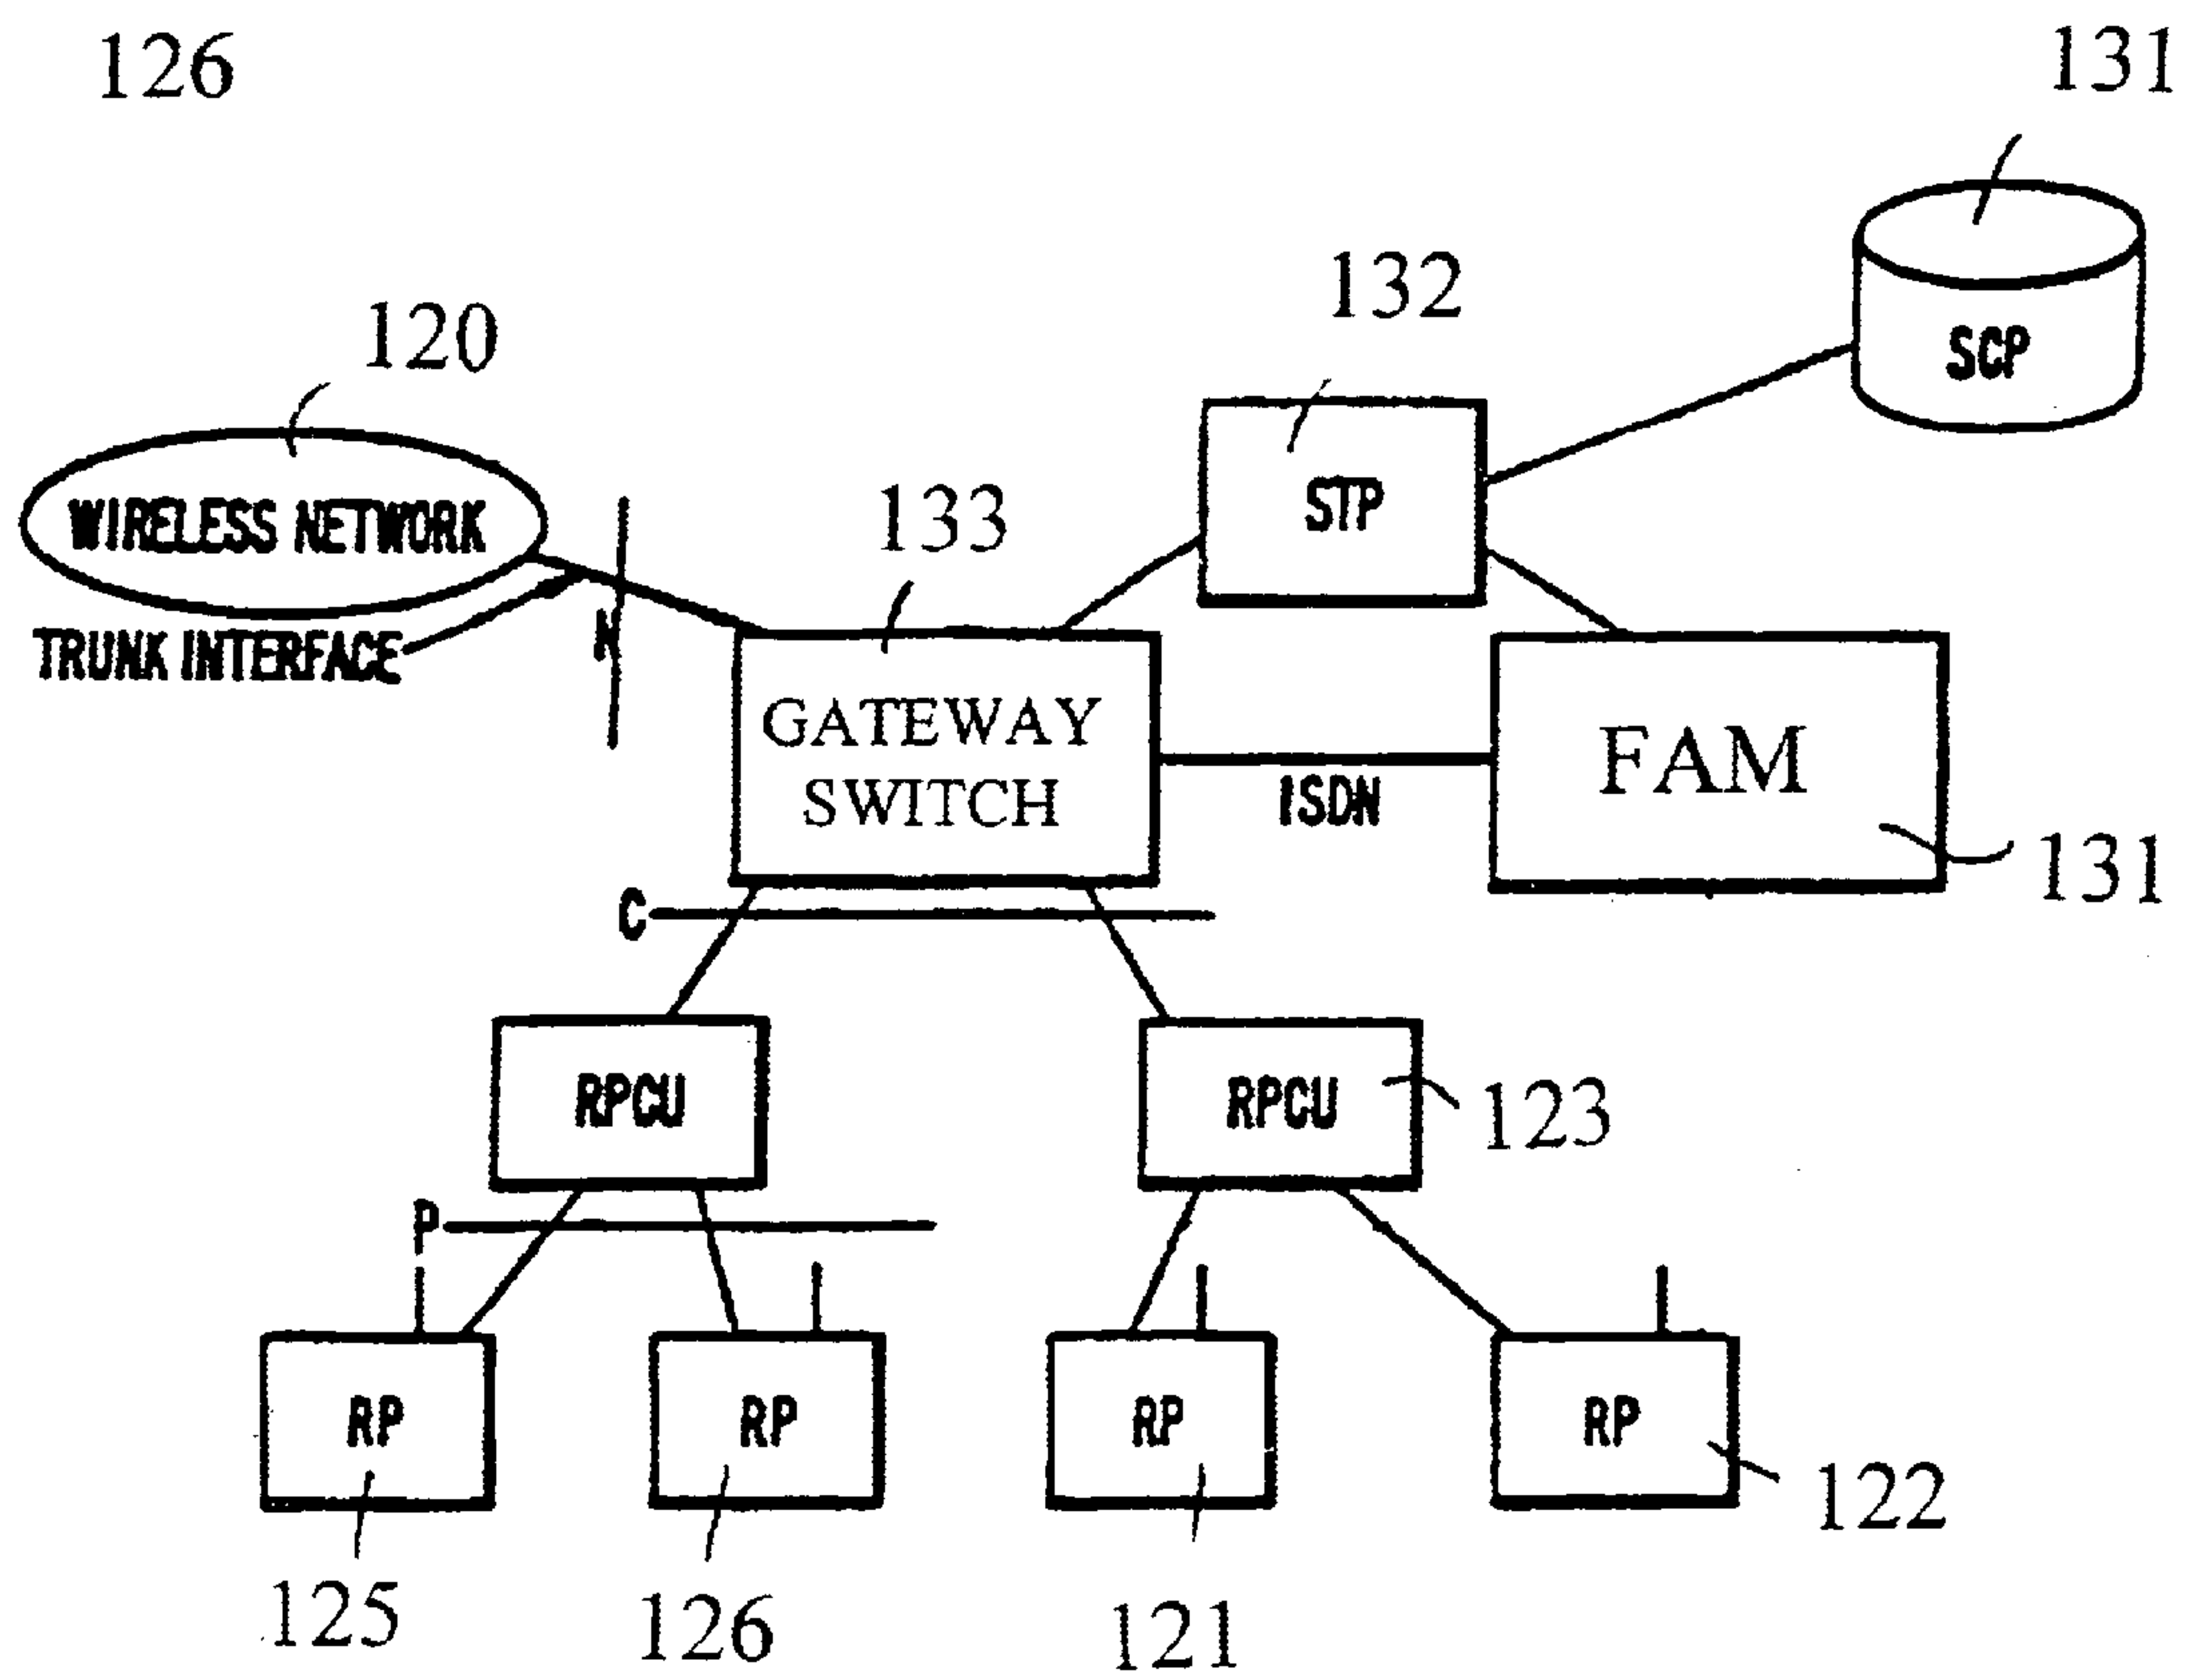 126
131
120
132
SCP
WIRELESS NETWORK
133
STP
TRUNK INTERFACE
N
GATEWAY
SWITCH
ISDN
FAM
131
C
RPCU
RPCU
123
P
RP
RP
RP
RP
122
125
126
121